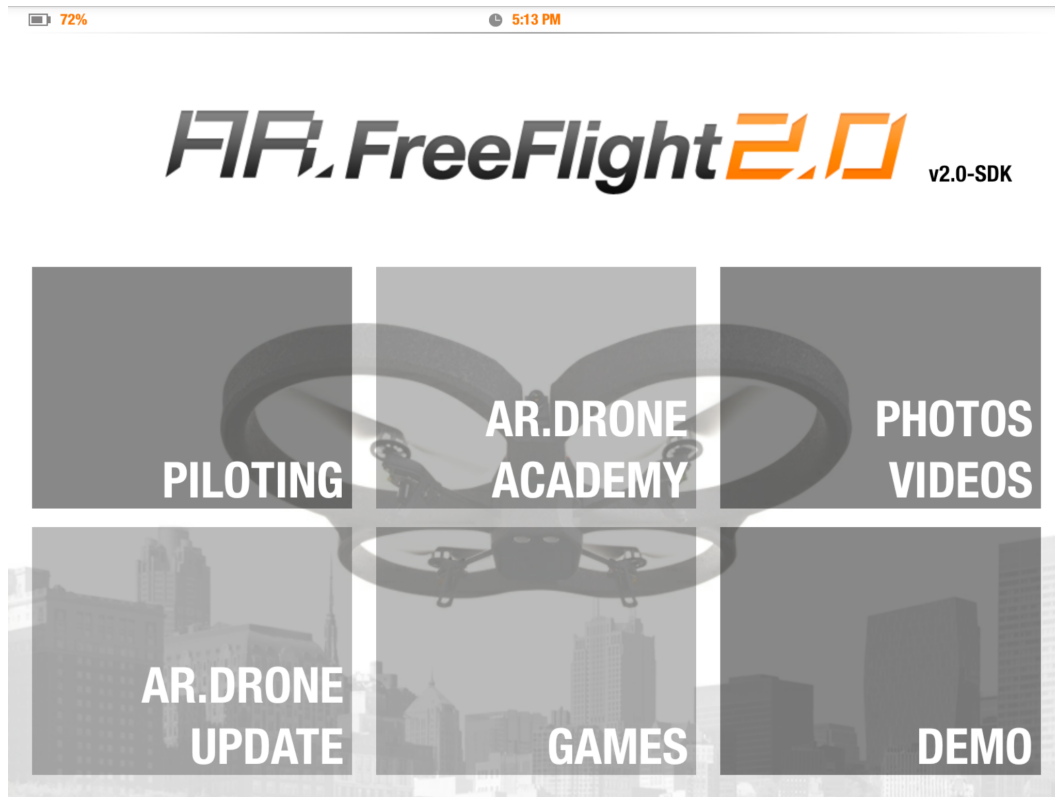 72%
5:13 PM
AR.FreeFlight2.0
v2.0-SDK
PILOTING
AR.DRONE
ACADEMY
PHOTOS
VIDEOS
AR.DRONE
UPDATE
GAMES
DEMO